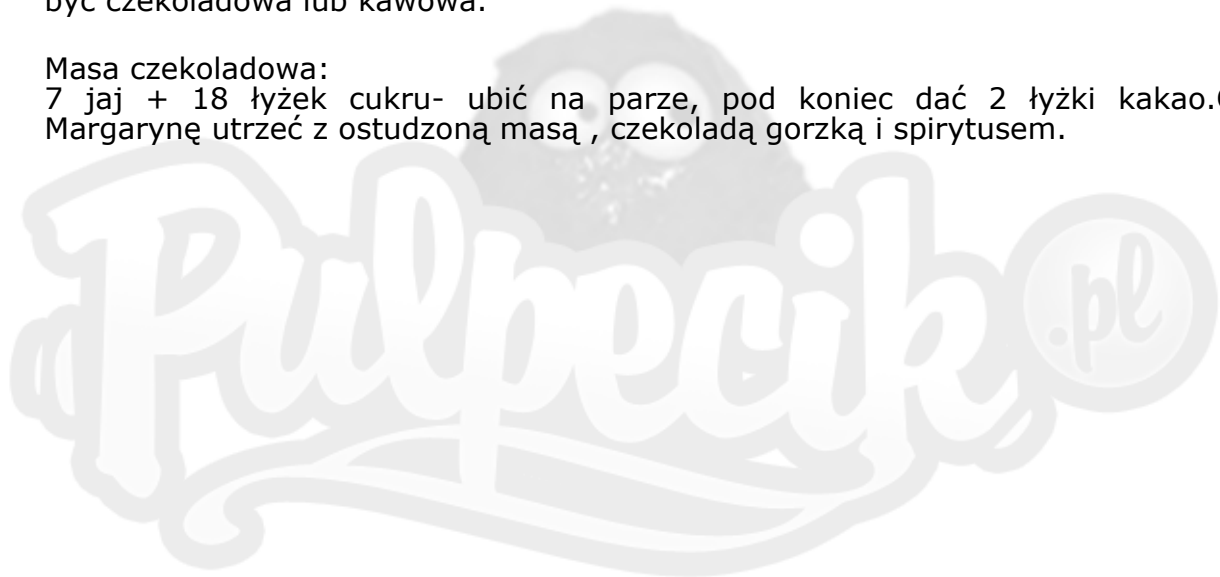 być czekoladowa lub kawowa.
Masa czekoladowa:
7 jaj + 18 łyżek cukru- ubić na parze, pod koniec dać 2 łyżki kakao.
Margarynę utrzeć z ostudzoną masą , czekoladą gorzką i spirytusem.
Pulpecik .pl